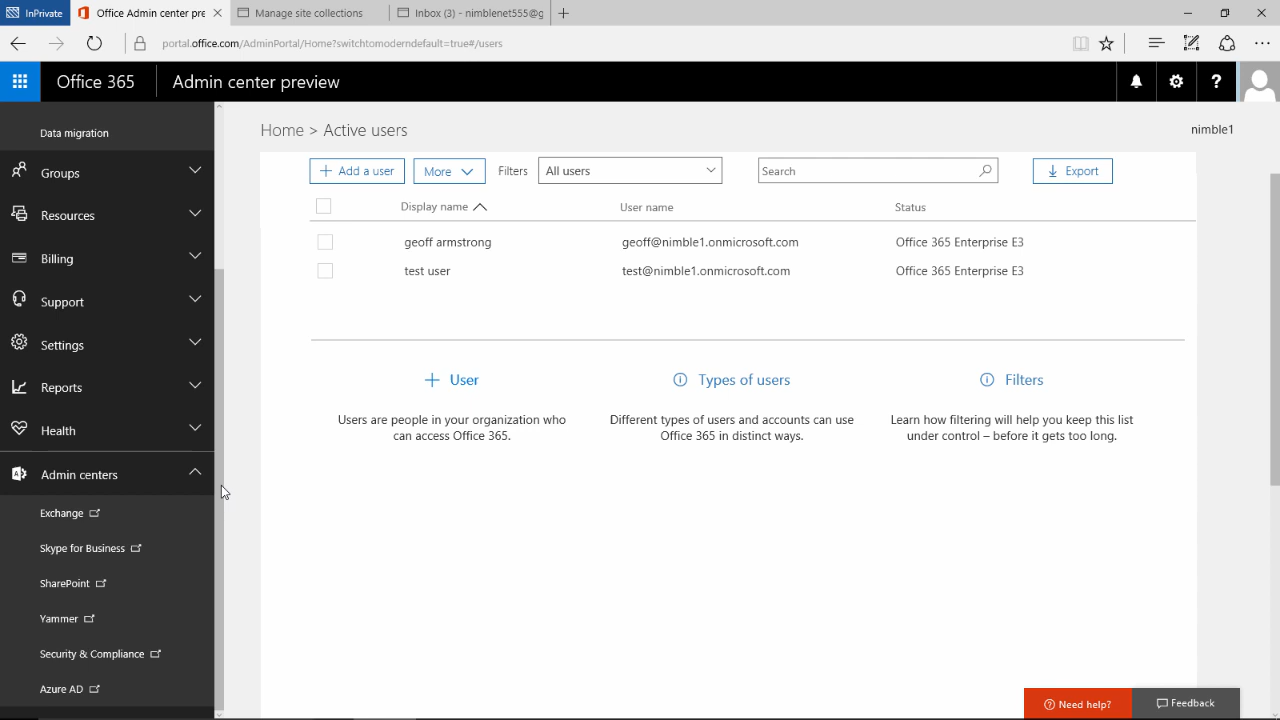 InPrivate
Office 365 Admin center pre
Manage site collections
Inbox (3) - nimblenet555@g
portal.office.com/AdminPortal/Home?switchtomoderndefault=true#/users
Office 365
Admin center preview
?
Data migration
Groups
Resources
Billing
Support
Settings
Reports
Health
Admin centers
Exchange
Skype for Business
SharePoint
Yammer
Security & Compliance
Azure AD
Home > Active users
nimble1
+ Add a user
More
Filters
All users
Search
Export
Display name
User name
Status
geoff armstrong
geoff@nimble1.onmicrosoft.com
Office 365 Enterprise E3
test user
test@nimble1.onmicrosoft.com
Office 365 Enterprise E3
+ User
Users are people in your organization who
can access Office 365.
Types of users
Different types of users and accounts can use
Office 365 in distinct ways.
Filters
Learn how filtering will help you keep this list
under control – before it gets too long.
Need help?
Feedback